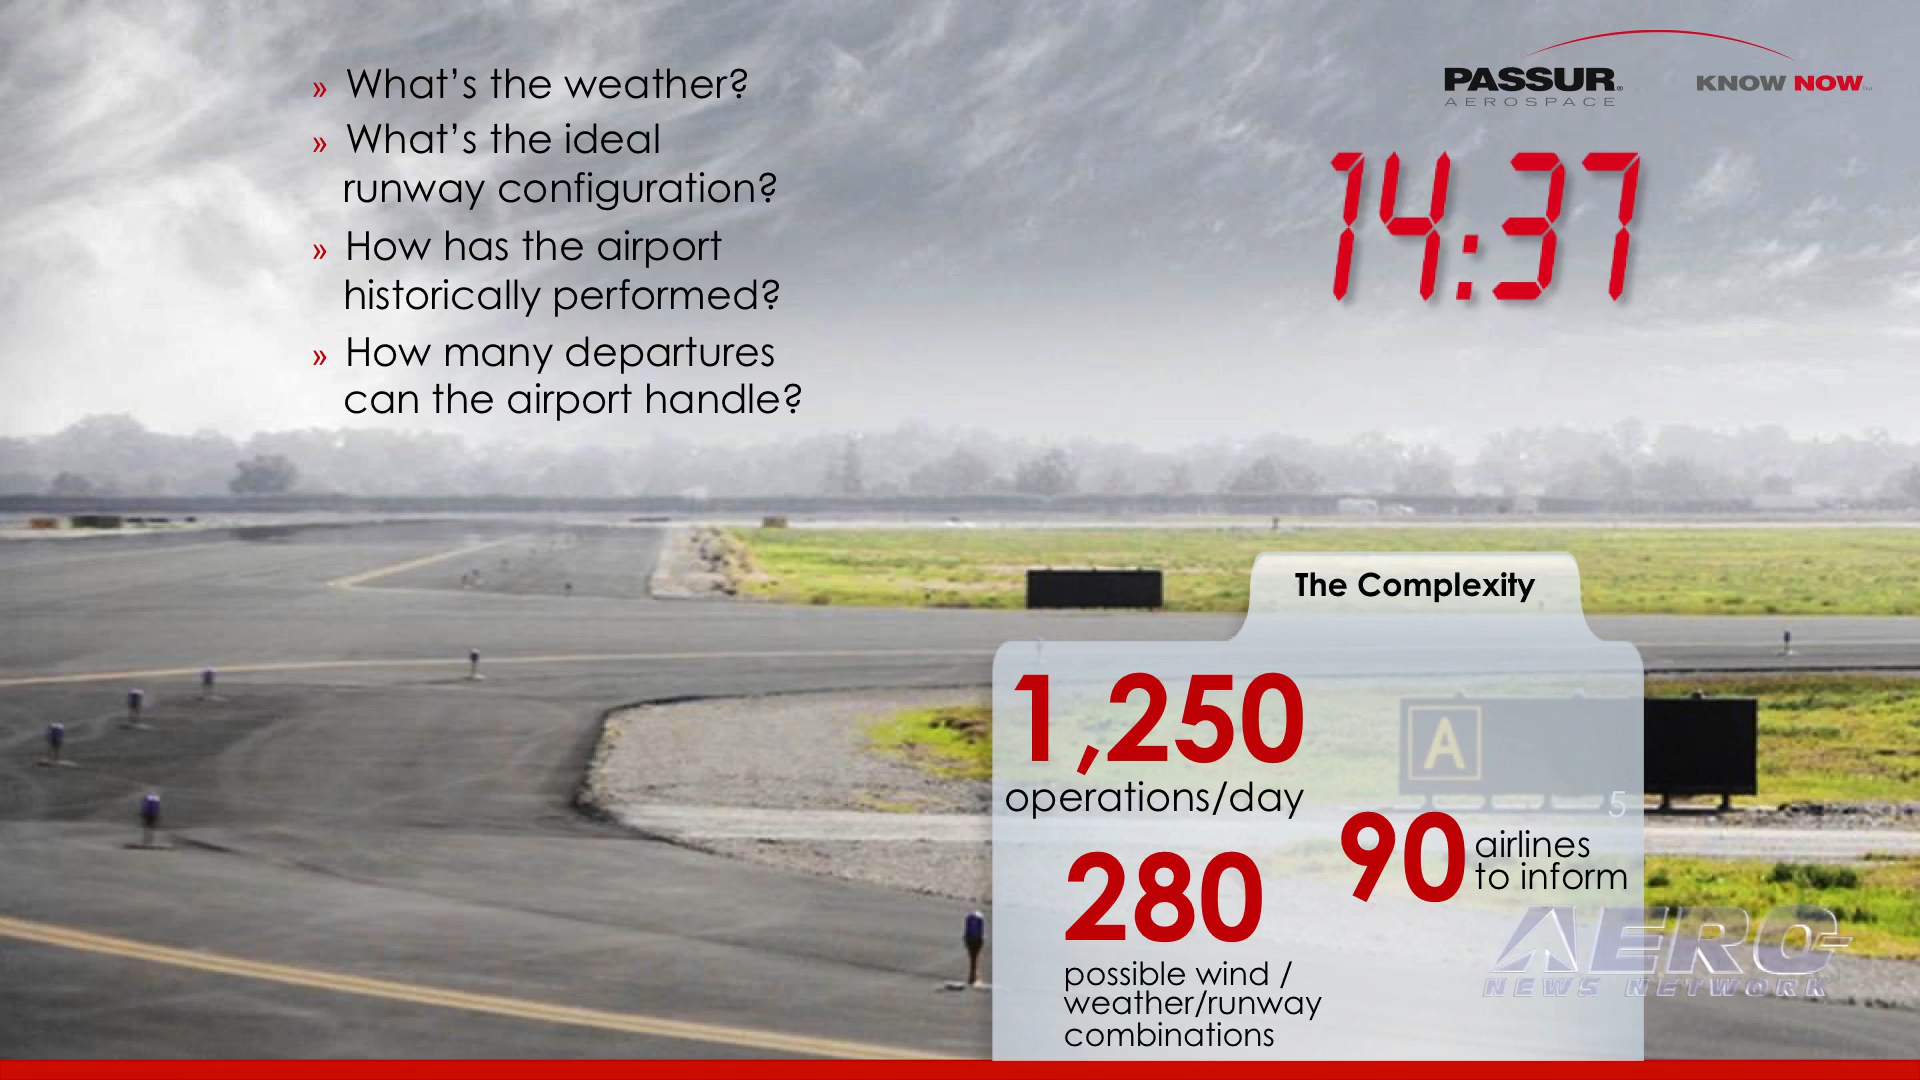 » What’s the weather?
» What’s the ideal
runway configuration?
» How has the airport
historically performed?
» How many departures
can the airport handle?
PASSUR®
AEROSPACE
KNOW NOW™
14:37
The Complexity
1,250
operations/day
280
possible wind /
weather/runway
combinations
90
airlines
to inform
A
5
AERO-
NEWS NETWORK